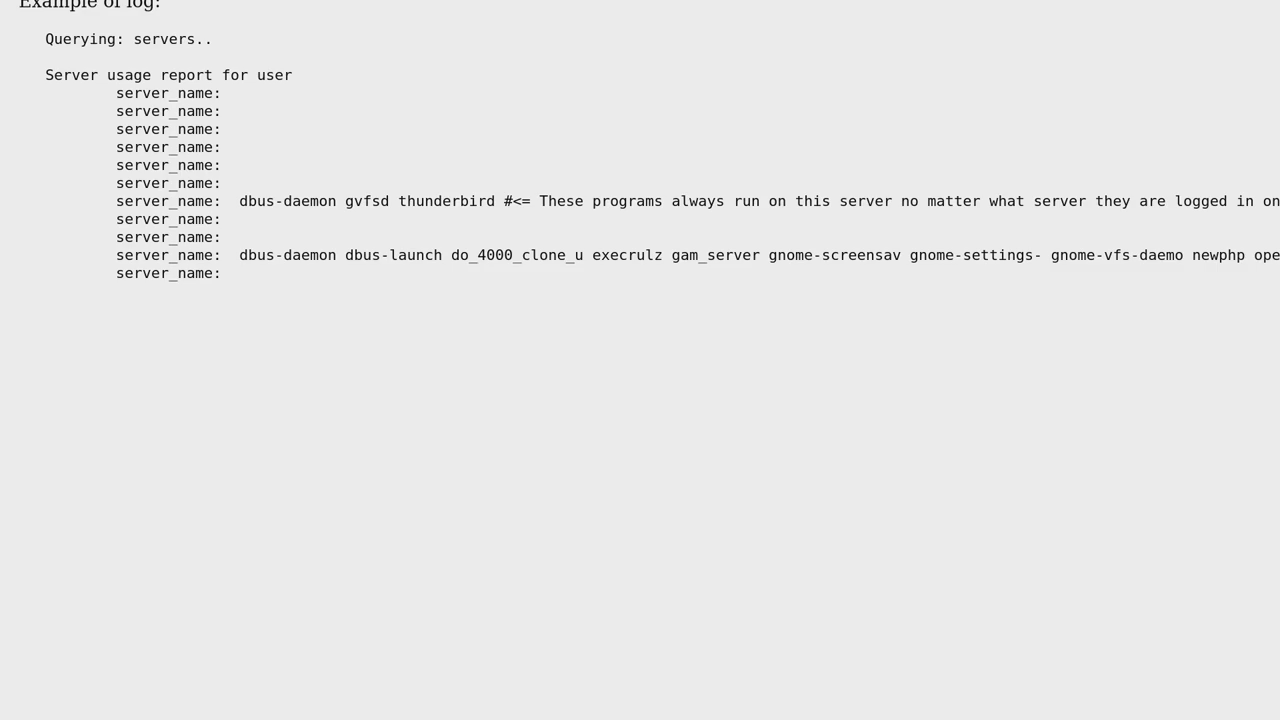 Example of log:
Querying: servers..
Server usage report for user
server_name:
server_name:
server_name:
server_name:
server_name:
server_name:
server_name:  dbus-daemon gvfsd thunderbird #<= These programs always run on this server no matter what server they are logged in on
server_name:
server_name:
server_name:  dbus-daemon dbus-launch do_4000_clone_u execrulz gam_server gnome-screensav gnome-settings- gnome-vfs-daemo newphp ope
server_name: